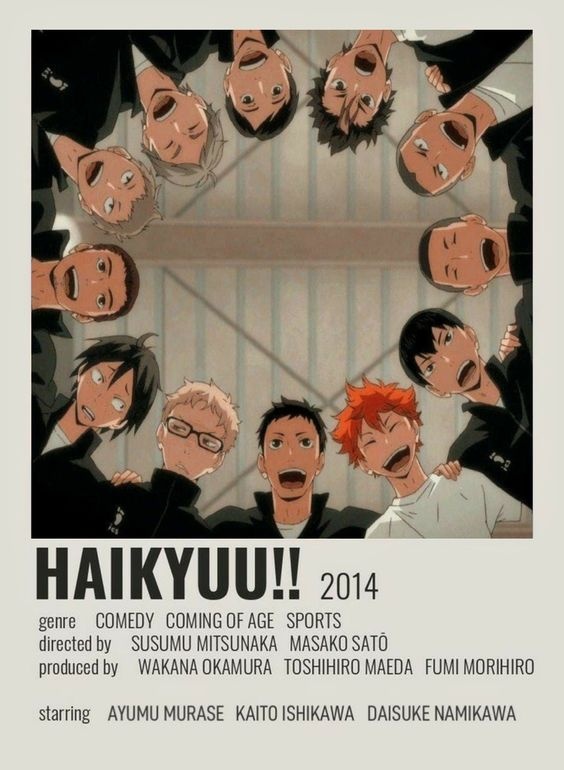 HAIKYUU!! 2014
genre COMEDY COMING OF AGE SPORTS
directed by SUSUMU MITSUNAKA MASAKO SATŌ
produced by WAKANA OKAMURA TOSHIHIRO MAEDA FUMI MORIHIRO
starring AYUMU MURASE KAITO ISHIKAWA DAISUKE NAMIKAWA